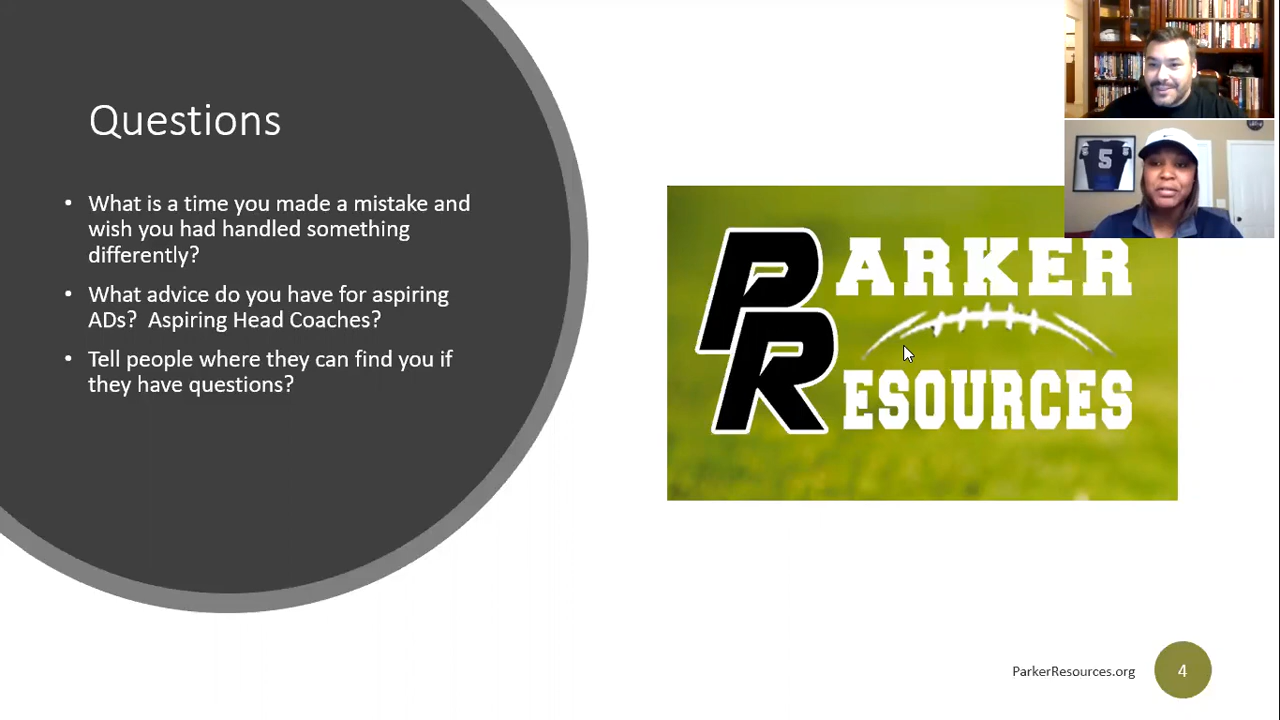 Questions
• What is a time you made a mistake and
wish you had handled something
differently?
• What advice do you have for aspiring
ADs?  Aspiring Head Coaches?
• Tell people where they can find you if
they have questions?
PARKER
RESOURCES
5
ParkerResources.org
4